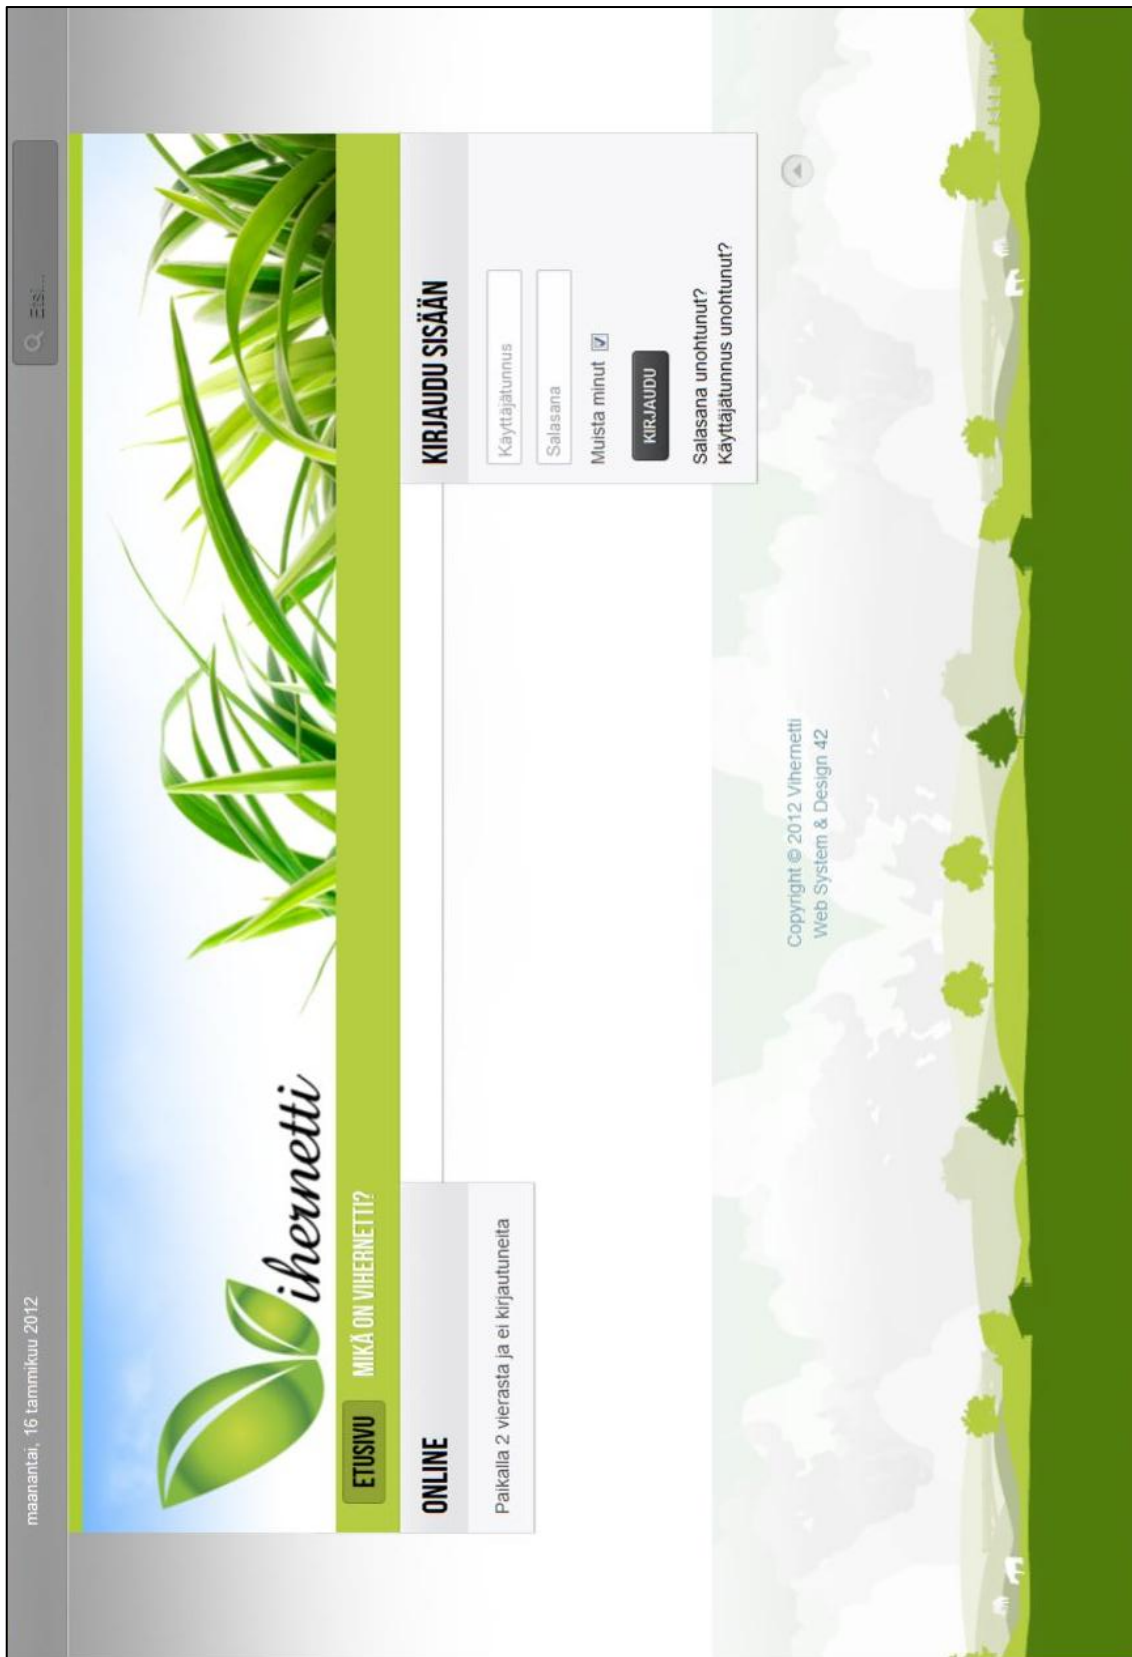 maanantai, 16 tammikuu 2012
Etsi...
ihernetti
ETUSIVU MIKÄ ON VIHERNETTI?
ONLINE
Paikalla 2 vierasta ja ei kirjautuneita
KIRJAUDU SISÄÄN
Käyttäjätunnus
Salasana
Muista minut
KIRJAUDU
Salasana unohtunut?
Käyttäjätunnus unohtunut?
Copyright © 2012 Vihernetti
Web System & Design 42